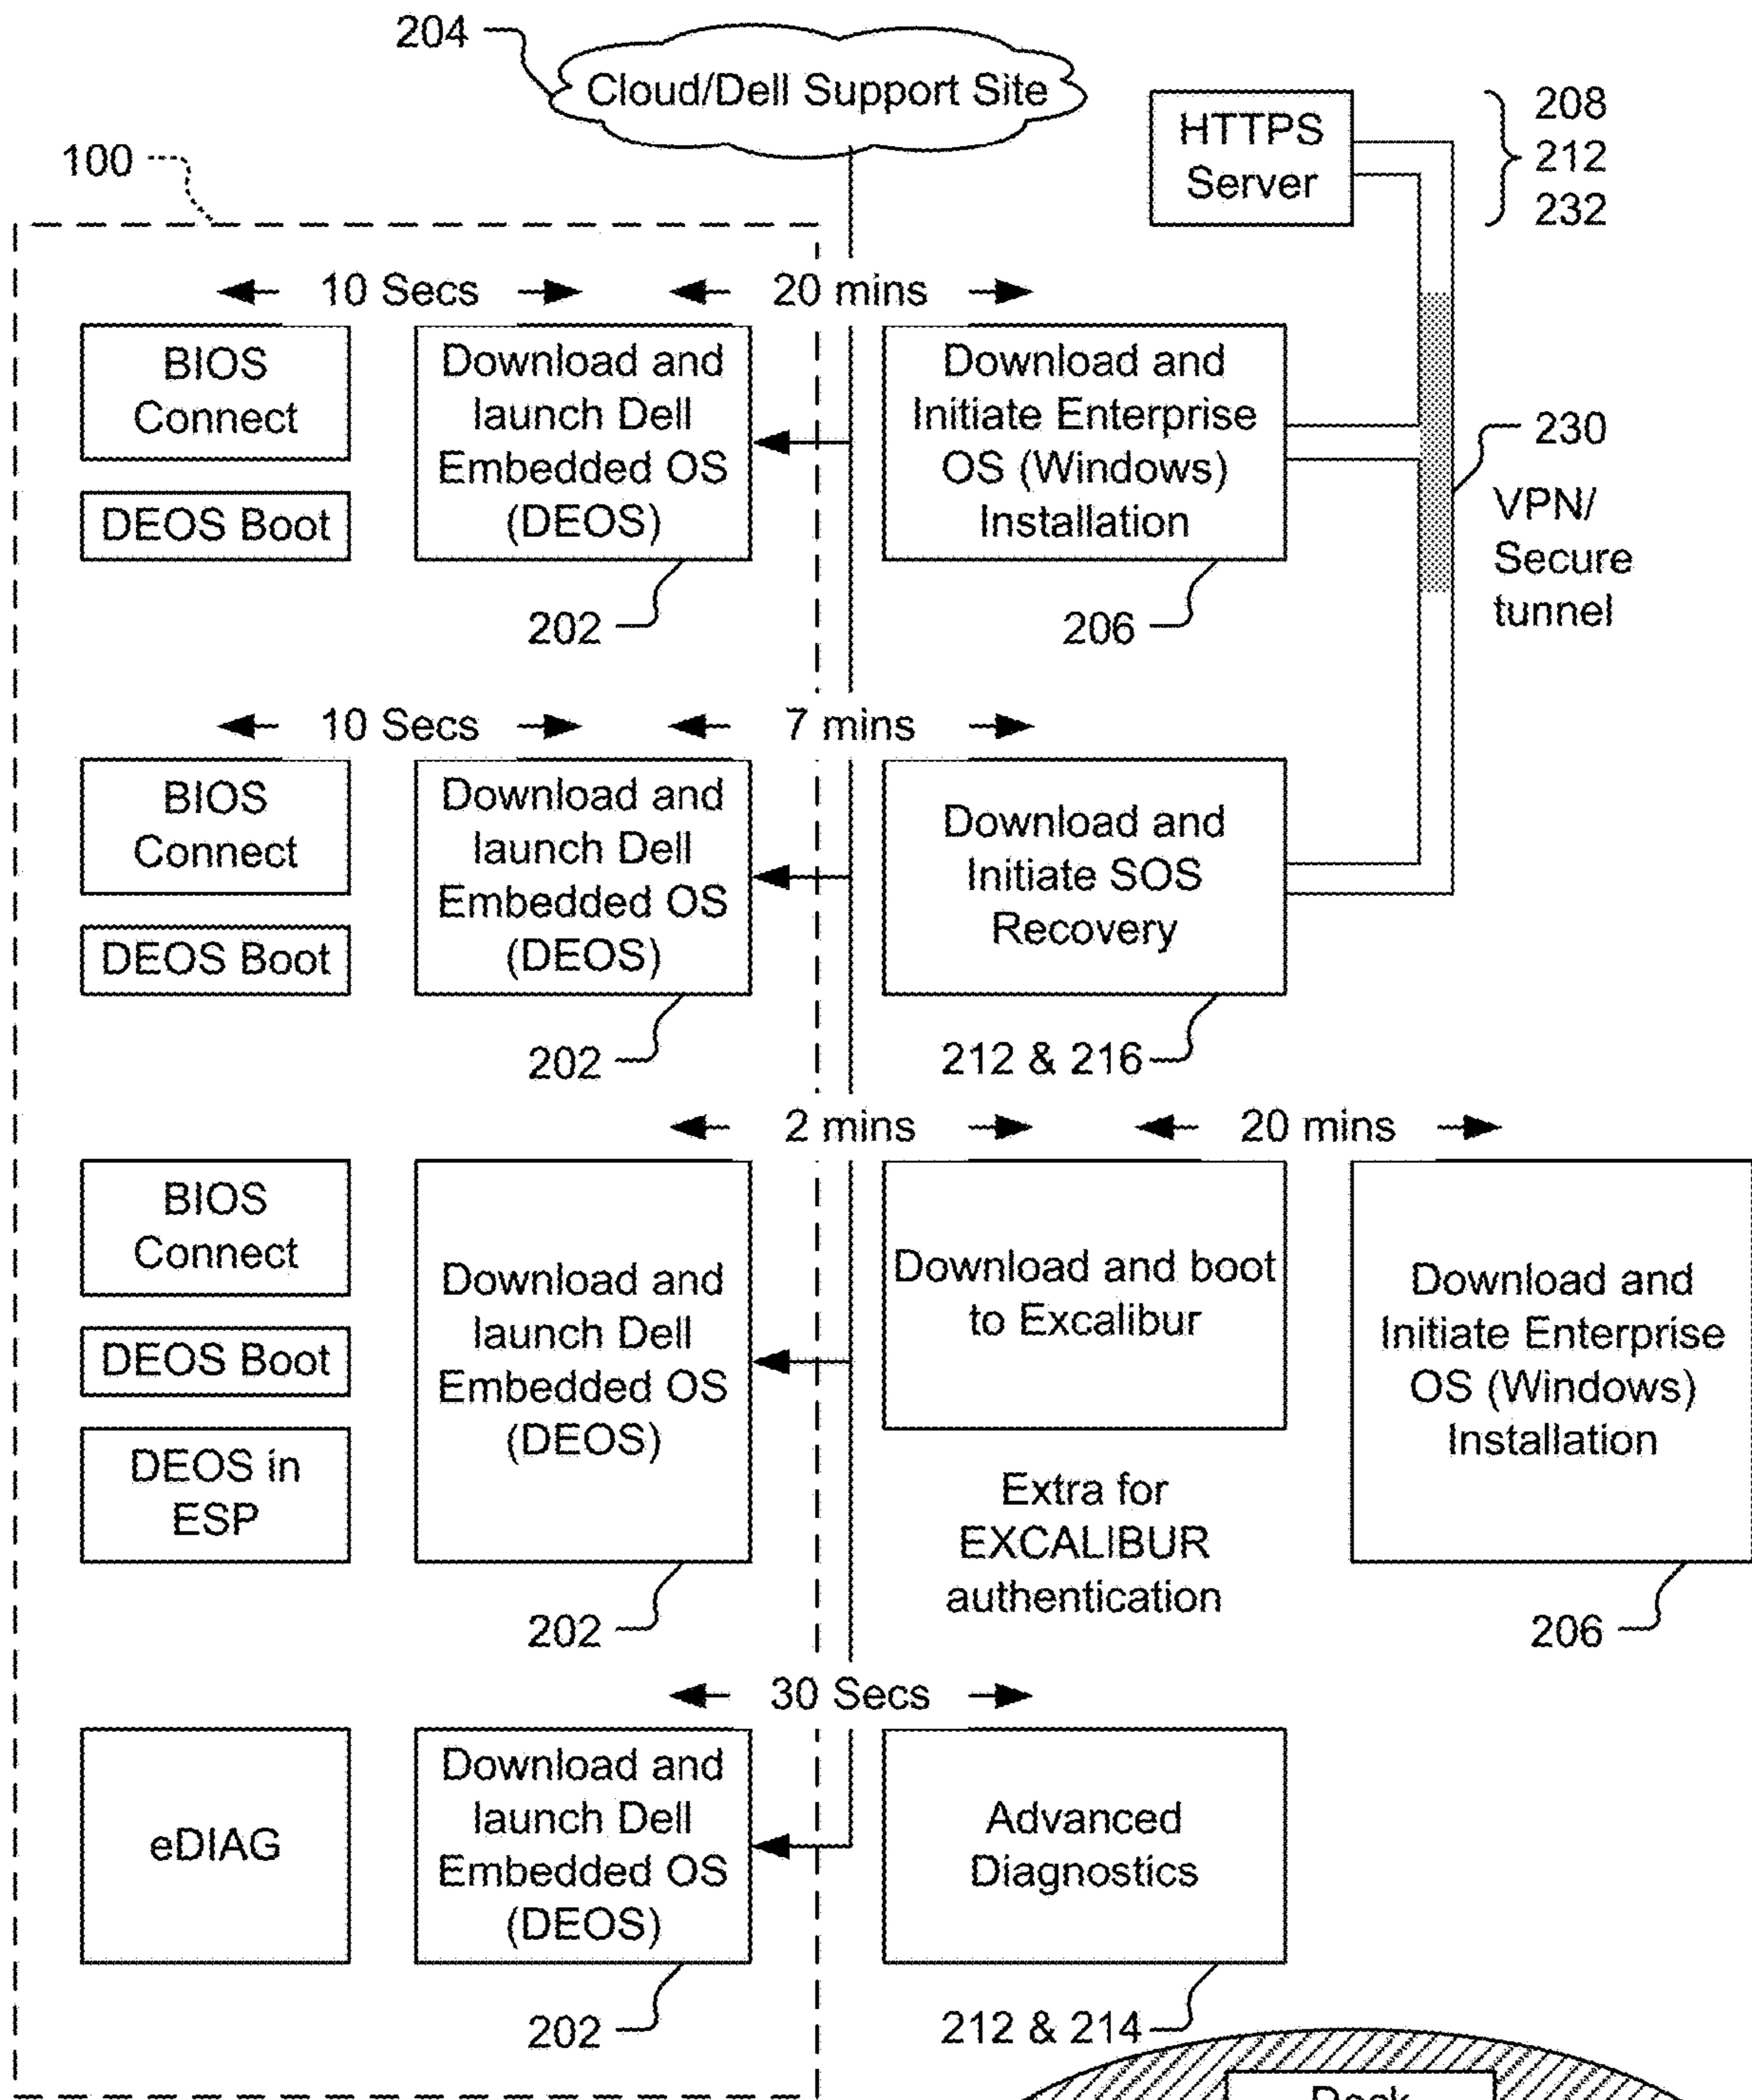 204
Cloud/Dell Support Site
HTTPS
Server
208
212
232
100
10 Secs
20 mins
BIOS
Connect
DEOS Boot
Download and
launch Dell
Embedded OS
(DEOS)
202
Download and
Initiate Enterprise
OS (Windows)
Installation
206
230
VPN/
Secure
tunnel
10 Secs
7 mins
BIOS
Connect
DEOS Boot
Download and
launch Dell
Embedded OS
(DEOS)
202
Download and
Initiate SOS
Recovery
212 & 216
2 mins
20 mins
BIOS
Connect
DEOS Boot
DEOS in
ESP
Download and
launch Dell
Embedded OS
(DEOS)
202
Download and boot
to Excalibur
Extra for
EXCALIBUR
authentication
Download and
Initiate Enterprise
OS (Windows)
Installation
206
30 Secs
eDIAG
Download and
launch Dell
Embedded OS
(DEOS)
202
Advanced
Diagnostics
212 & 214